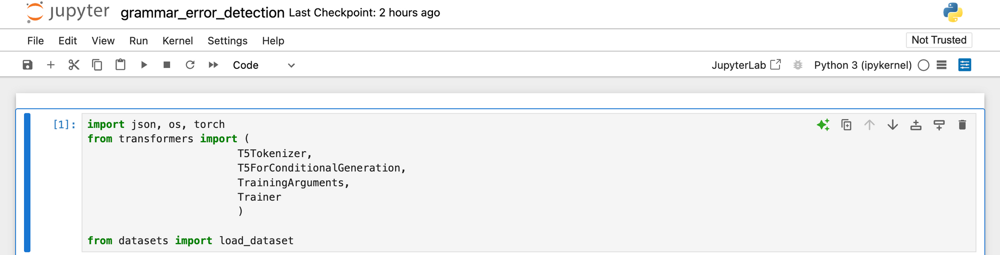 jupyter grammar_error_detection Last Checkpoint: 2 hours ago
File Edit View Run Kernel Settings Help Not Trusted
Code JupyterLab Python 3 (ipykernel)
[1]: import json, os, torch
from transformers import (
T5Tokenizer,
T5ForConditionalGeneration,
TrainingArguments,
Trainer
)
from datasets import load_dataset